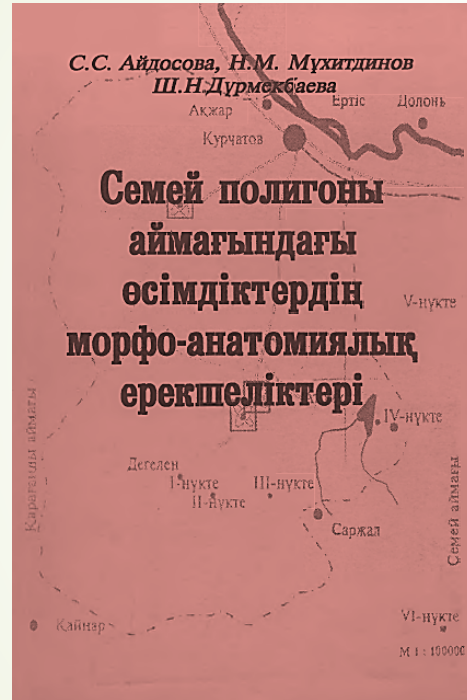 С.С. Айдосова, Н.М. Мұхитдинов
Ш.Н.Дүрмекбаева
Ертіс
Долонь
Ақжар
Курчатов
Семей полигоны
аймағындағы
өсімдіктердің
морфо-анатомиялық
ерекшеліктері
V-нүкте
IV-нүкте
Дегелен
I-нүкте
III-нүкте
II-нүкте
Саржал
Қарағанды аймағы
Семей аймағы
Қайнар
VI-нүкте
М 1 : 100000